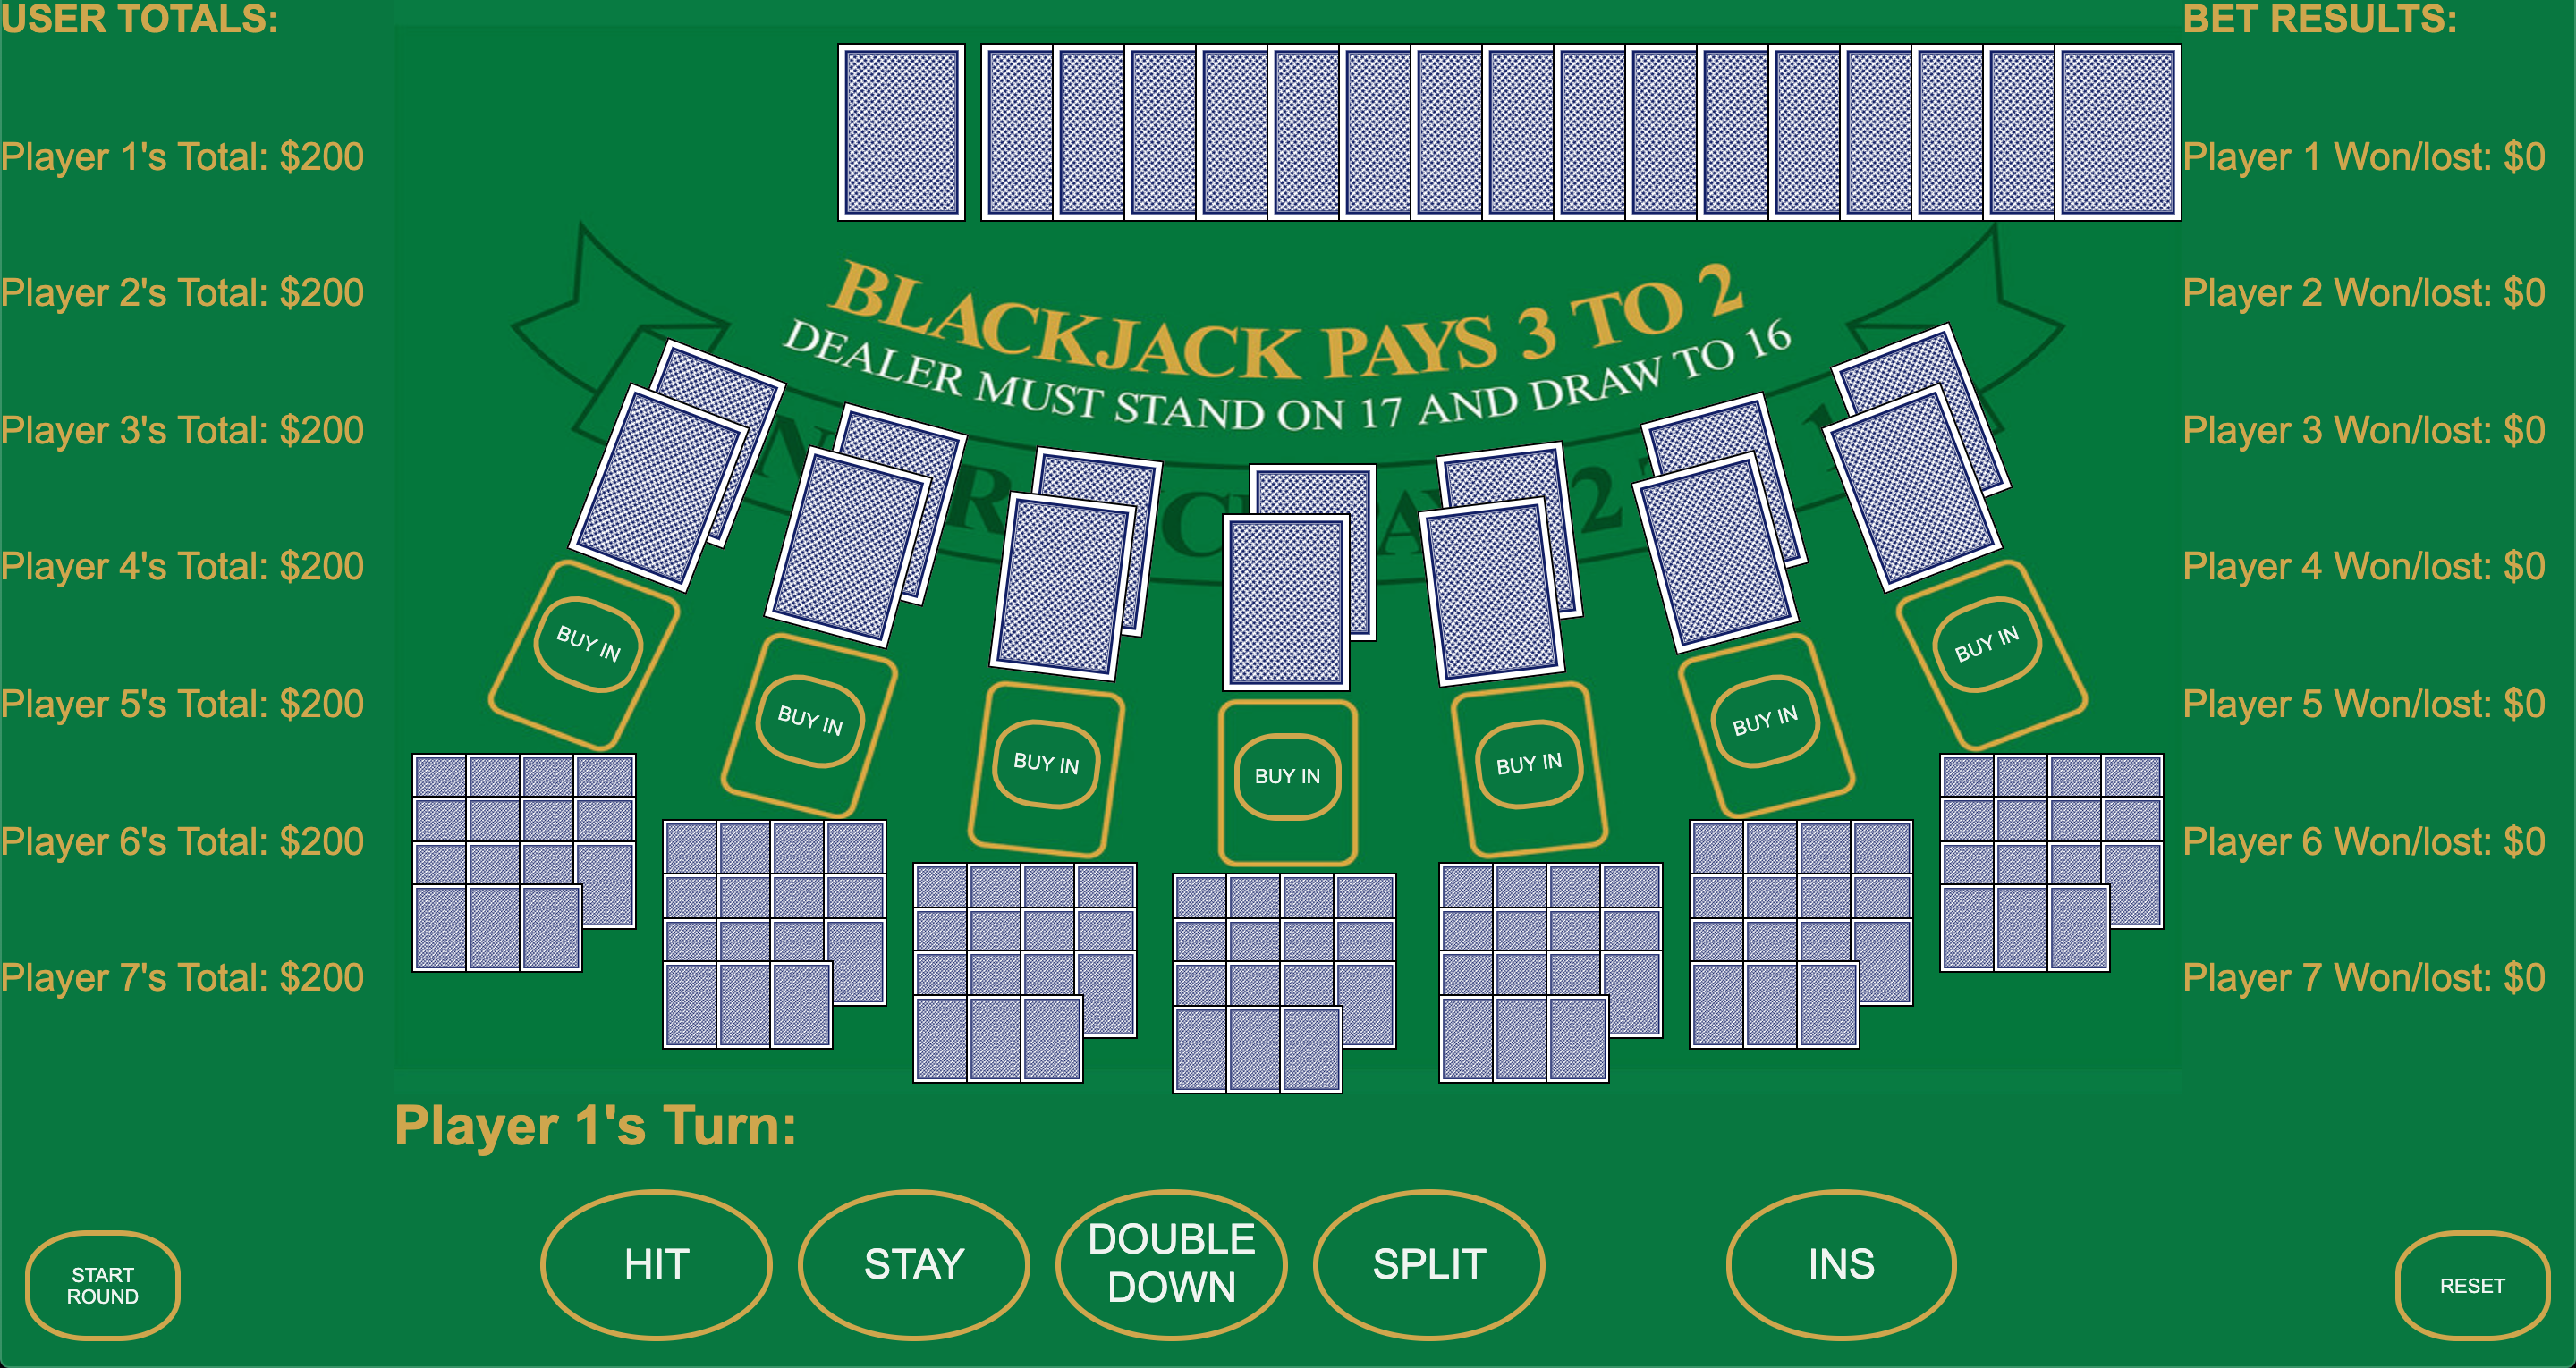 USER TOTALS:
BET RESULTS:
Player 1's Total: $200
Player 1 Won/lost: $0
Player 2's Total: $200
Player 2 Won/lost: $0
BLACKJACK PAYS 3 TO 2
DEALER MUST STAND ON 17 AND DRAW TO 16
Player 3's Total: $200
Player 3 Won/lost: $0
Player 4's Total: $200
Player 4 Won/lost: $0
BUY IN
BUY IN
BUY IN
BUY IN
BUY IN
BUY IN
BUY IN
Player 5's Total: $200
Player 5 Won/lost: $0
Player 6's Total: $200
Player 6 Won/lost: $0
Player 7's Total: $200
Player 7 Won/lost: $0
Player 1's Turn:
START
ROUND
HIT
STAY
DOUBLE
DOWN
SPLIT
INS
RESET